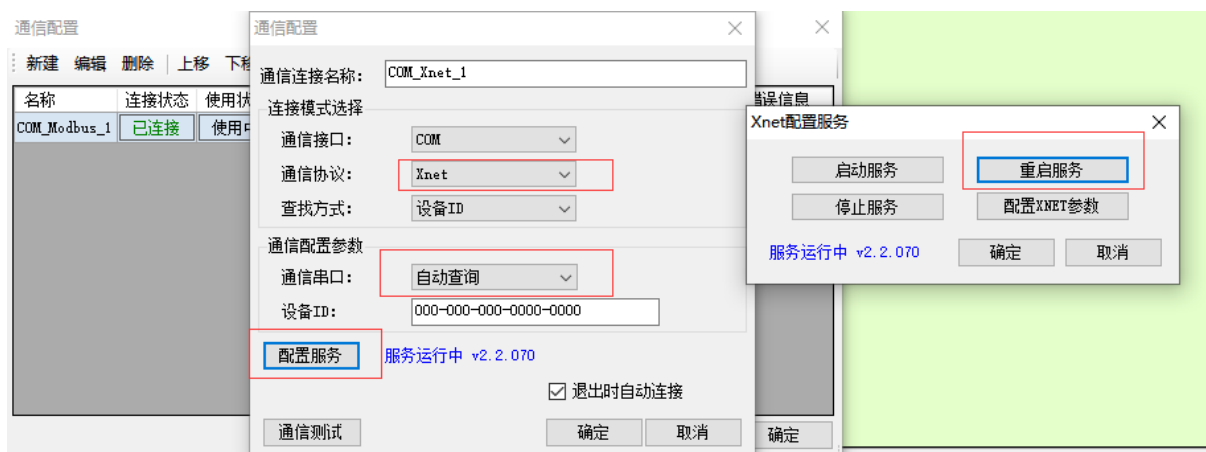 通信配置
新建 编辑 删除 上移 下移
名称 连接状态 使用状
COM_Modbus_1 已连接 使用中
错误信息
确定
通信配置
通信连接名称: COM_Xnet_1
连接模式选择
通信接口: COM
通信协议: Xnet
查找方式: 设备ID
通信配置参数
通信串口: 自动查询
设备ID: 000-000-000-0000-0000
配置服务 服务运行中 v2.2.070
退出时自动连接
通信测试 确定 取消
Xnet配置服务
启动服务 重启服务
停止服务 配置XNET参数
服务运行中 v2.2.070 确定 取消